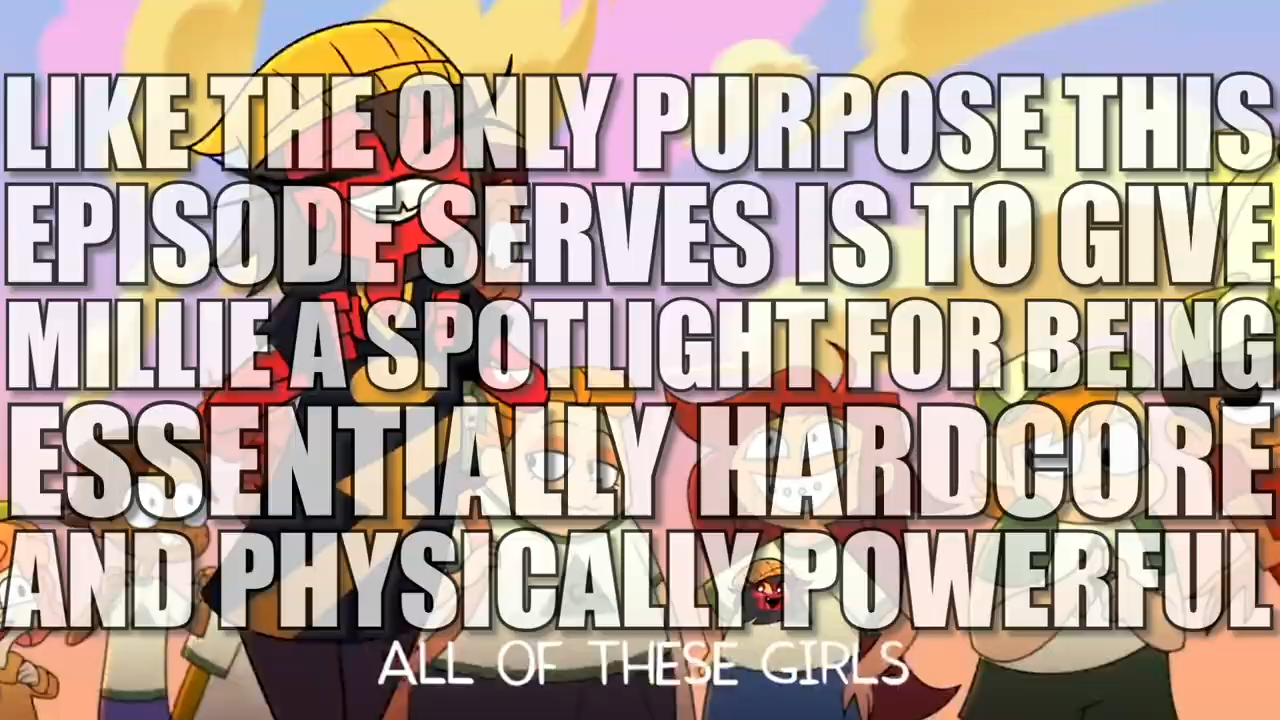 LIKE THE ONLY PURPOSE THIS
EPISODE SERVES IS TO GIVE
MILLIE A SPOTLIGHT FOR BEING
ESSENTIALLY HARDCORE
AND PHYSICALLY POWERFUL
ALL OF THESE GIRLS